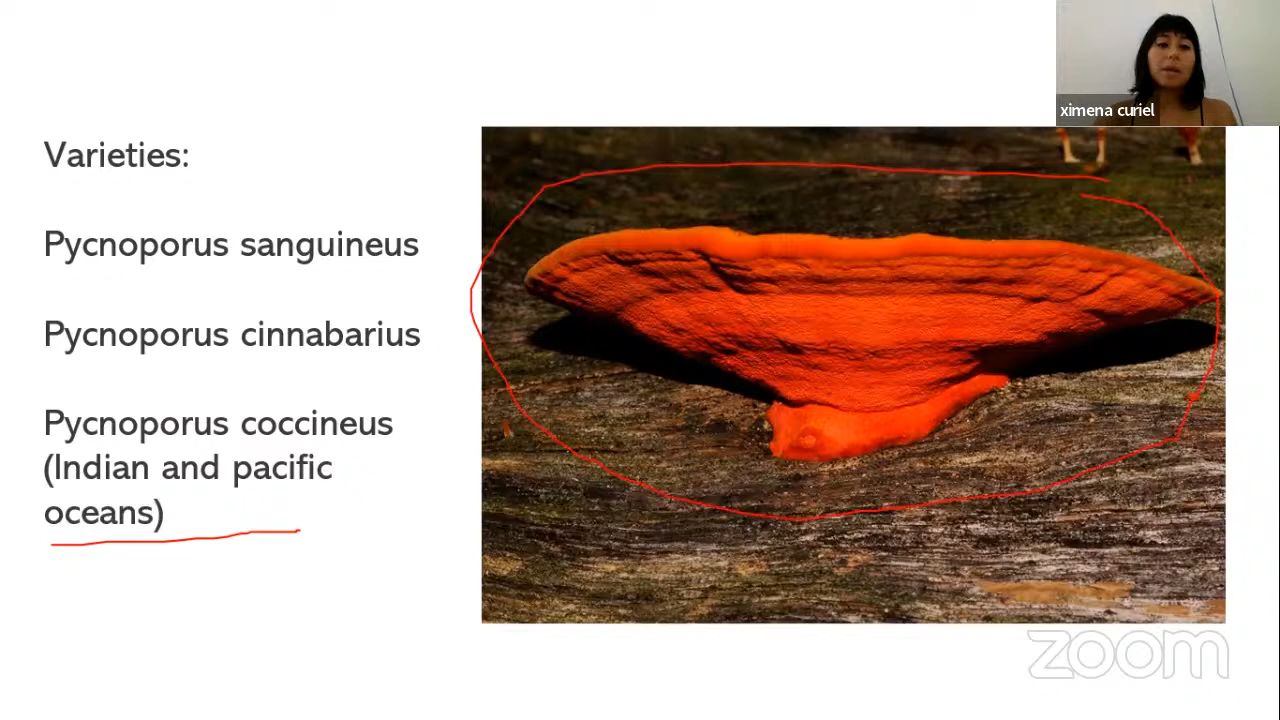 ximena curiel
Varieties:
Pycnoporus sanguineus
Pycnoporus cinnabarius
Pycnoporus coccineus
(Indian and pacific
oceans)
zoom